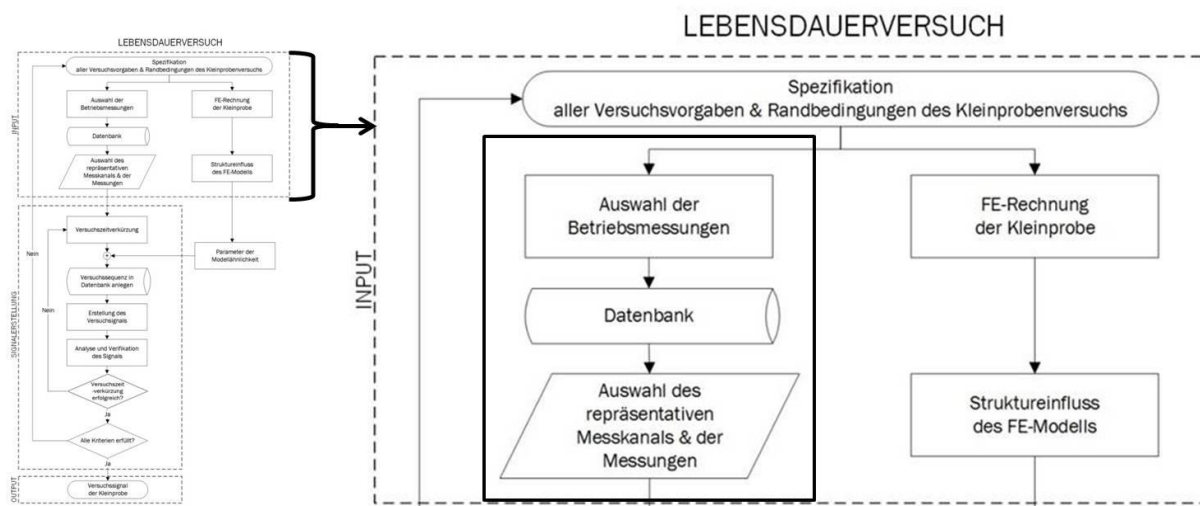 LEBENSDAUERVERSUCH
INPUT
Spezifikation
aller Versuchsvorgaben & Randbedingungen des Kleinprobenversuchs
Auswahl der
Betriebsmessungen
FE-Rechnung
der Kleinprobe
Datenbank
Auswahl des
repräsentativen
Messkanals & der
Messungen
Struktureinfluss
des FE-Modells
SIGNALERSTELLUNG
Versuchszeitverkürzung
Nein
Parameter der
Modellähnlichkeit
Versuchssequenz in
Datenbank anlegen
Nein
Erstellung des
Versuchsignals
Analyse und Verifikation
des Signals
Versuchszeit
-verkürzung
erfolgreich?
Ja
Alle Kriterien erfüllt?
Ja
OUTPUT
Versuchssignal
der Kleinprobe
LEBENSDAUERVERSUCH
INPUT
Spezifikation
aller Versuchsvorgaben & Randbedingungen des Kleinprobenversuchs
Auswahl der
Betriebsmessungen
FE-Rechnung
der Kleinprobe
Datenbank
Auswahl des
repräsentativen
Messkanals & der
Messungen
Struktureinfluss
des FE-Modells